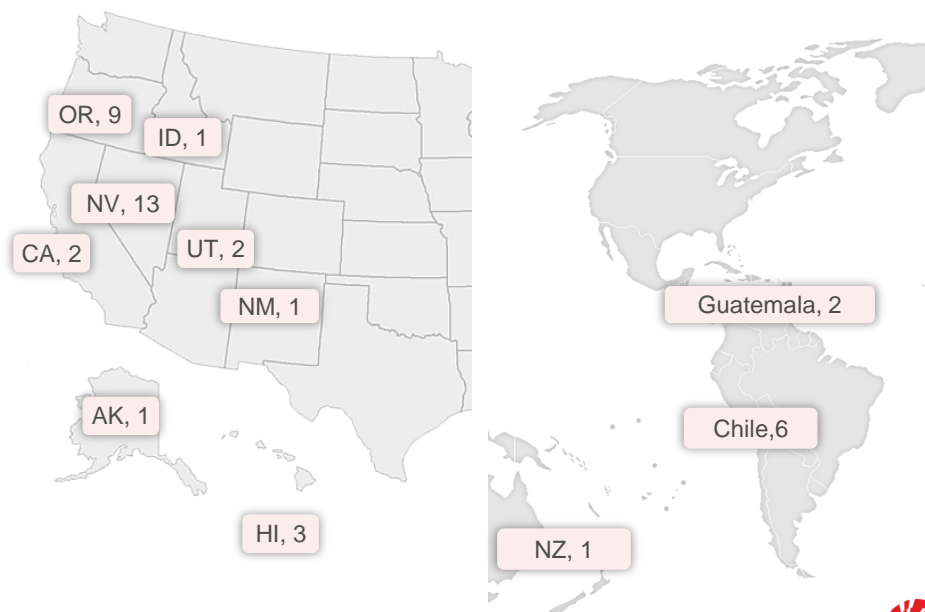 OR, 9
ID, 1
NV, 13
CA, 2
UT, 2
NM, 1
AK, 1
HI, 3
Guatemala, 2
Chile,6
NZ, 1